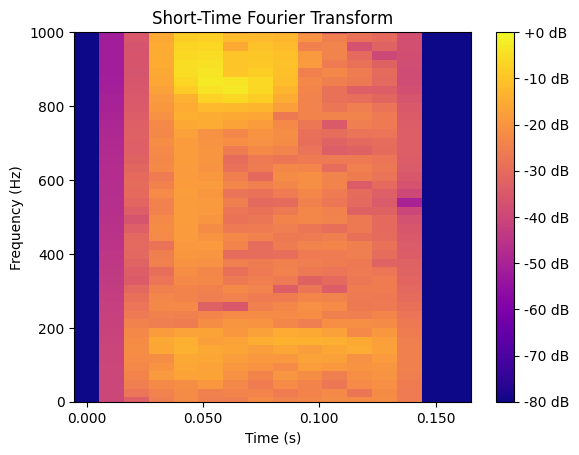 Short-Time Fourier Transform
1000
800
600
400
200
0
Frequency (Hz)
0.000
0.050
0.100
0.150
Time (s)
+0 dB
-10 dB
-20 dB
-30 dB
-40 dB
-50 dB
-60 dB
-70 dB
-80 dB